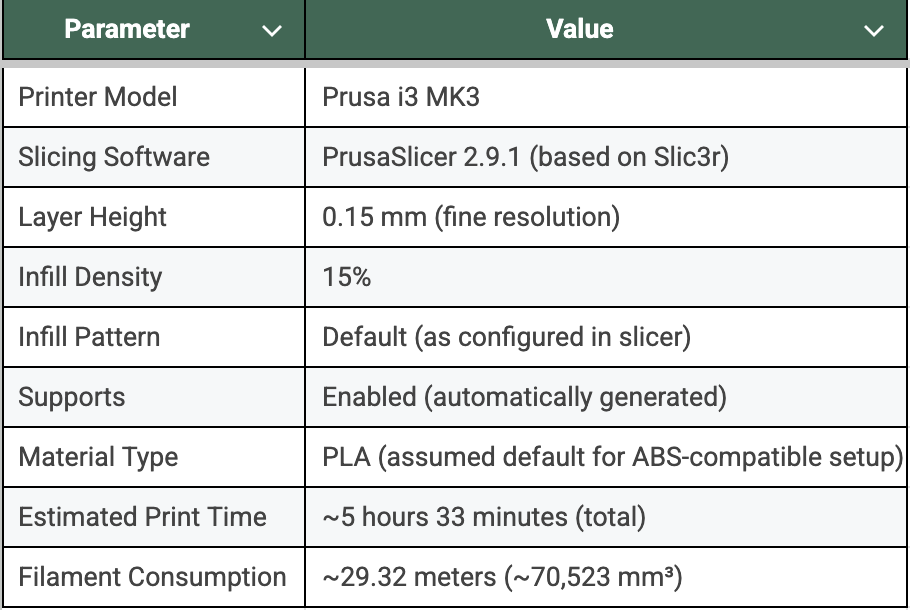 Parameter Value
Printer Model Prusa i3 MK3
Slicing Software PrusaSlicer 2.9.1 (based on Slic3r)
Layer Height 0.15 mm (fine resolution)
Infill Density 15%
Infill Pattern Default (as configured in slicer)
Supports Enabled (automatically generated)
Material Type PLA (assumed default for ABS-compatible setup)
Estimated Print Time ~5 hours 33 minutes (total)
Filament Consumption ~29.32 meters (~70,523 mm³)